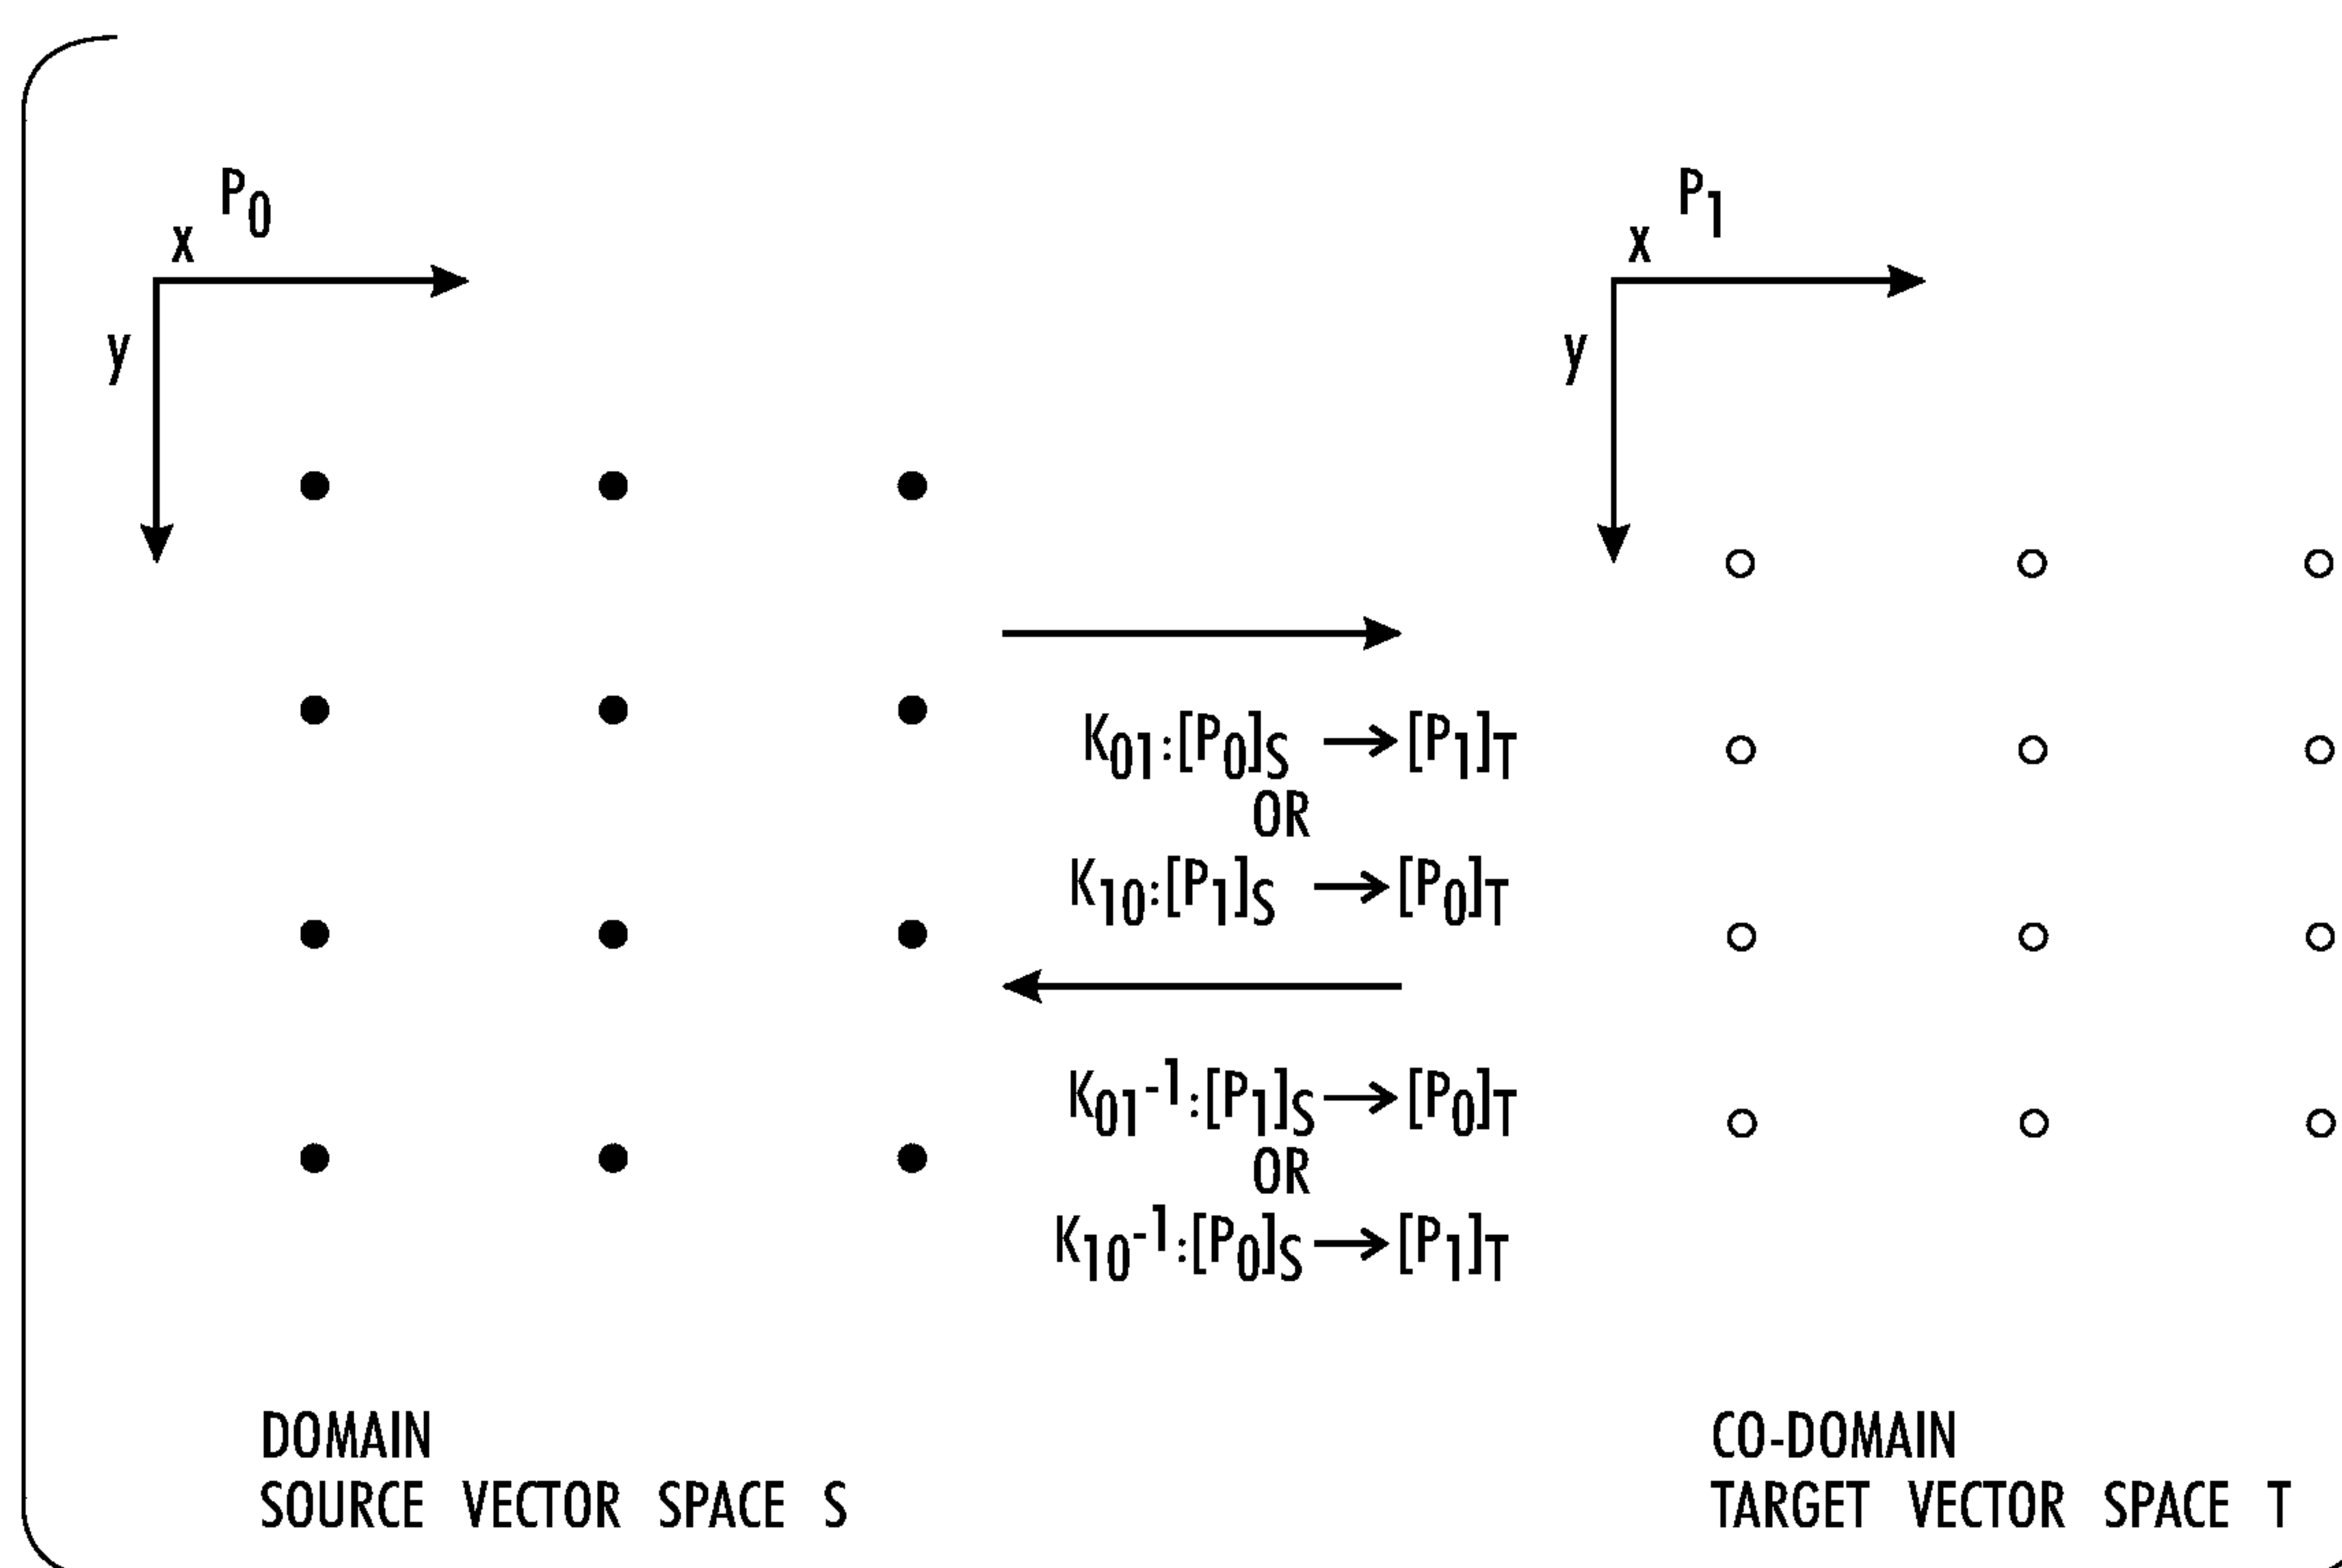 P₀
x
y
P₁
x
y
K₀₁:[P₀]S → [P₁]T
OR
K₁₀:[P₁]S → [P₀]T
K₀₁⁻¹:[P₁]S → [P₀]T
OR
K₁₀⁻¹:[P₀]S → [P₁]T
DOMAIN
SOURCE VECTOR SPACE S
CO-DOMAIN
TARGET VECTOR SPACE T